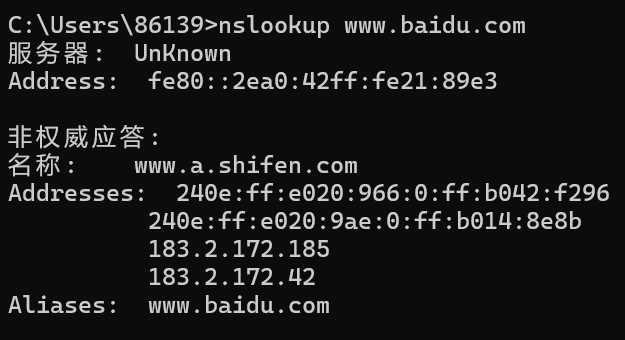 C:\Users\86139>nslookup www.baidu.com
服务器:  UnKnown
Address:  fe80::2ea0:42ff:fe21:89e3

非权威应答:
名称:    www.a.shifen.com
Addresses:  240e:ff:e020:966:0:ff:b042:f296
          240e:ff:e020:9ae:0:ff:b014:8e8b
          183.2.172.185
          183.2.172.42
Aliases:  www.baidu.com